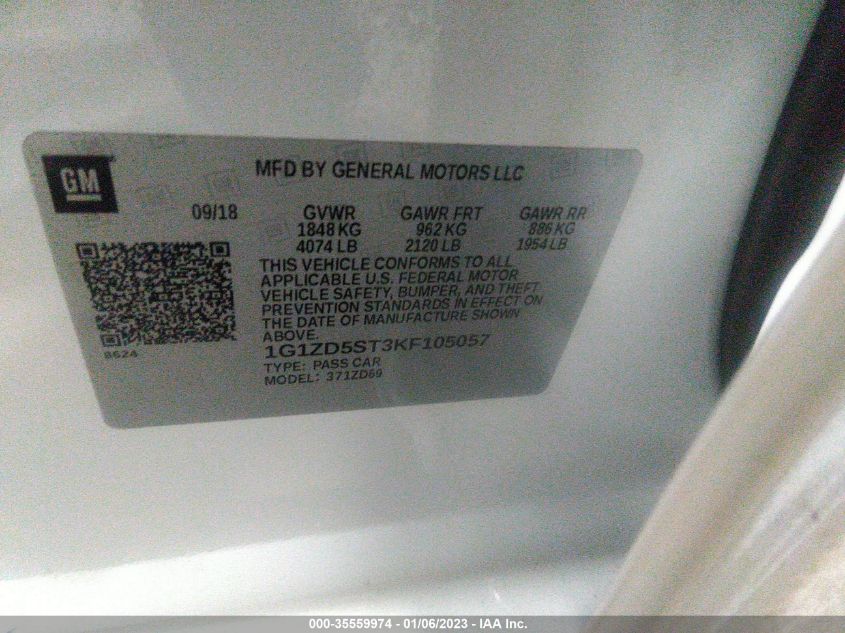 GM
MFD BY GENERAL MOTORS LLC
09/18 GVWR GAWR FRT GAWR RR
1848 KG 962 KG 886 KG
4074 LB 2120 LB 1954 LB
THIS VEHICLE CONFORMS TO ALL
APPLICABLE U.S. FEDERAL MOTOR
VEHICLE SAFETY, BUMPER, AND THEFT
PREVENTION STANDARDS IN EFFECT ON
THE DATE OF MANUFACTURE SHOWN
ABOVE.
8624
1G1ZD5ST3KF105057
TYPE: PASS CAR
MODEL: 371ZD69
000-35559974 - 01/06/2023 - IAA Inc.